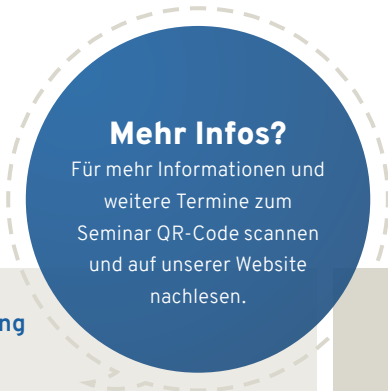 Mehr Infos?
Für mehr Informationen und
weitere Termine zum
Seminar QR-Code scannen
und auf unserer Website
nachlesen.
ng